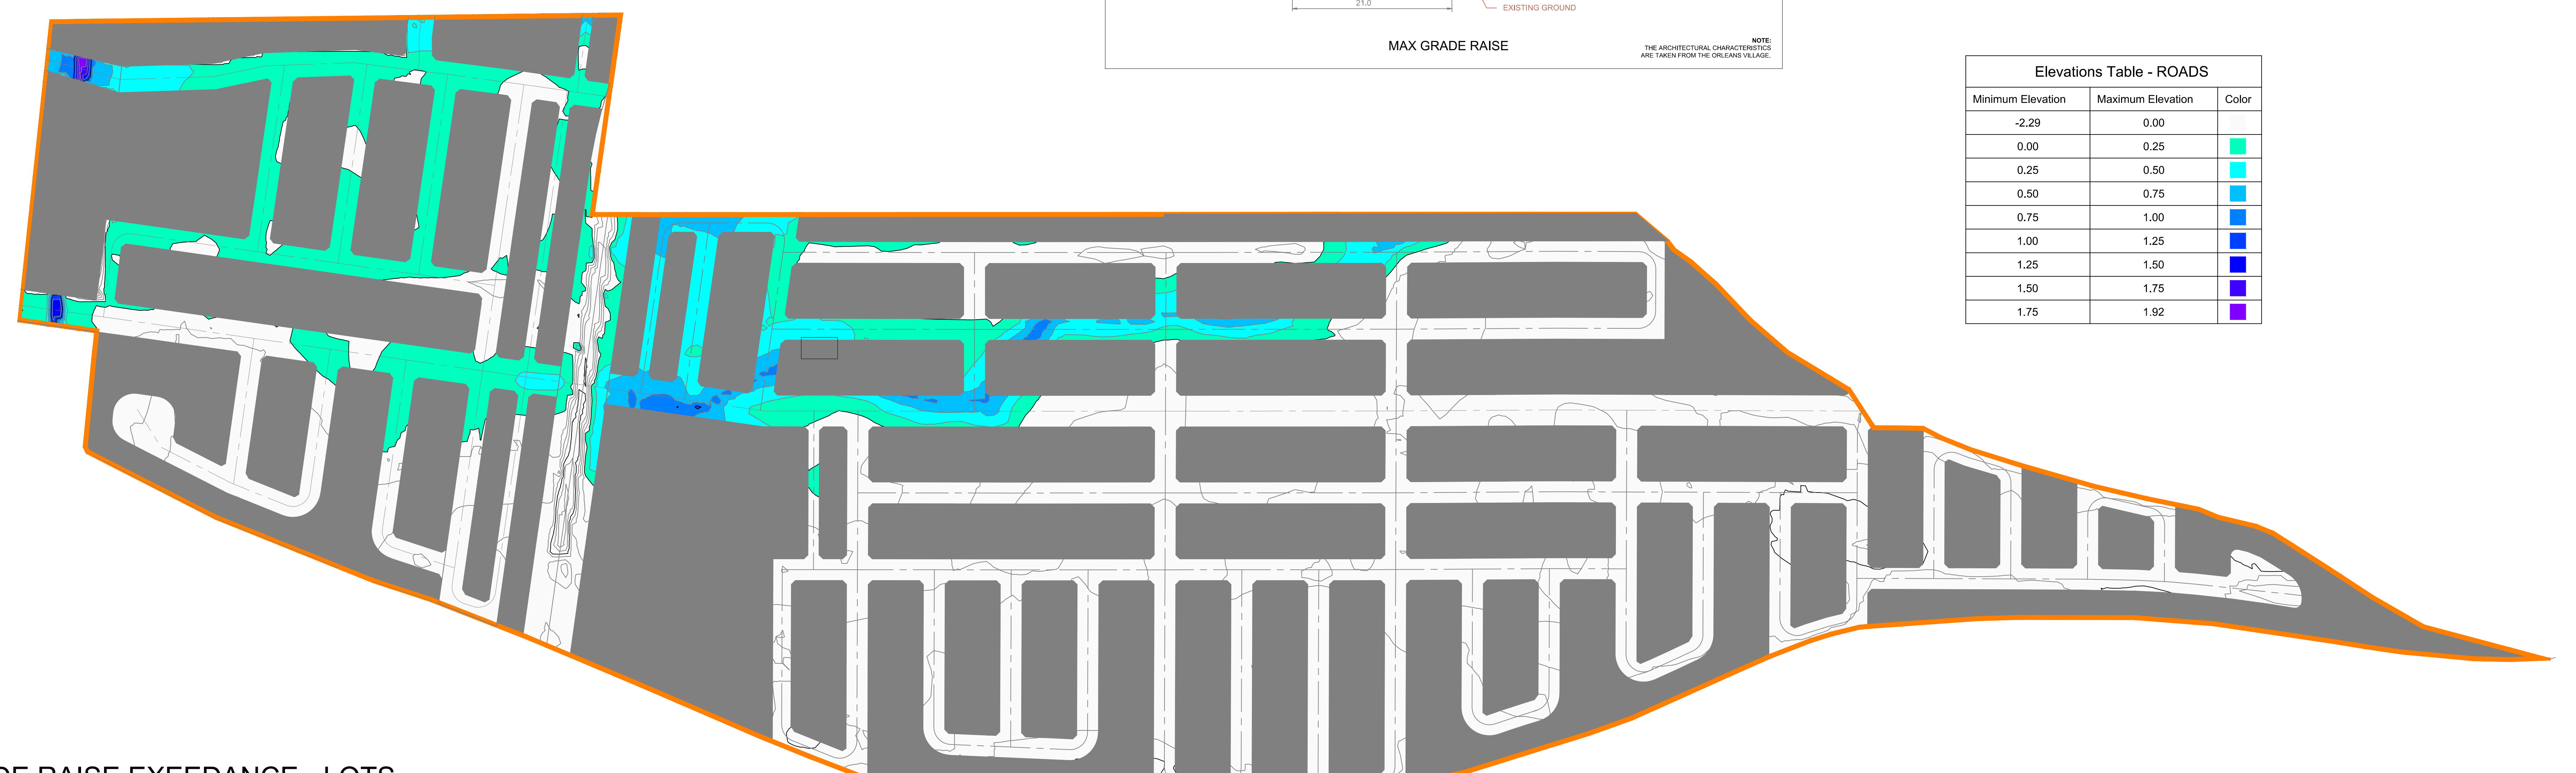 21.0
EXISTING GROUND
MAX GRADE RAISE
NOTE:
THE ARCHITECTURAL CHARACTERISTICS
ARE TAKEN FROM THE ORLEANS VILLAGE.
Elevations Table - ROADS
Minimum Elevation Maximum Elevation Color
-2.29 0.00
0.00 0.25
0.25 0.50
0.50 0.75
0.75 1.00
1.00 1.25
1.25 1.50
1.50 1.75
1.75 1.92
RAISE EXEEDANCE - LOTS